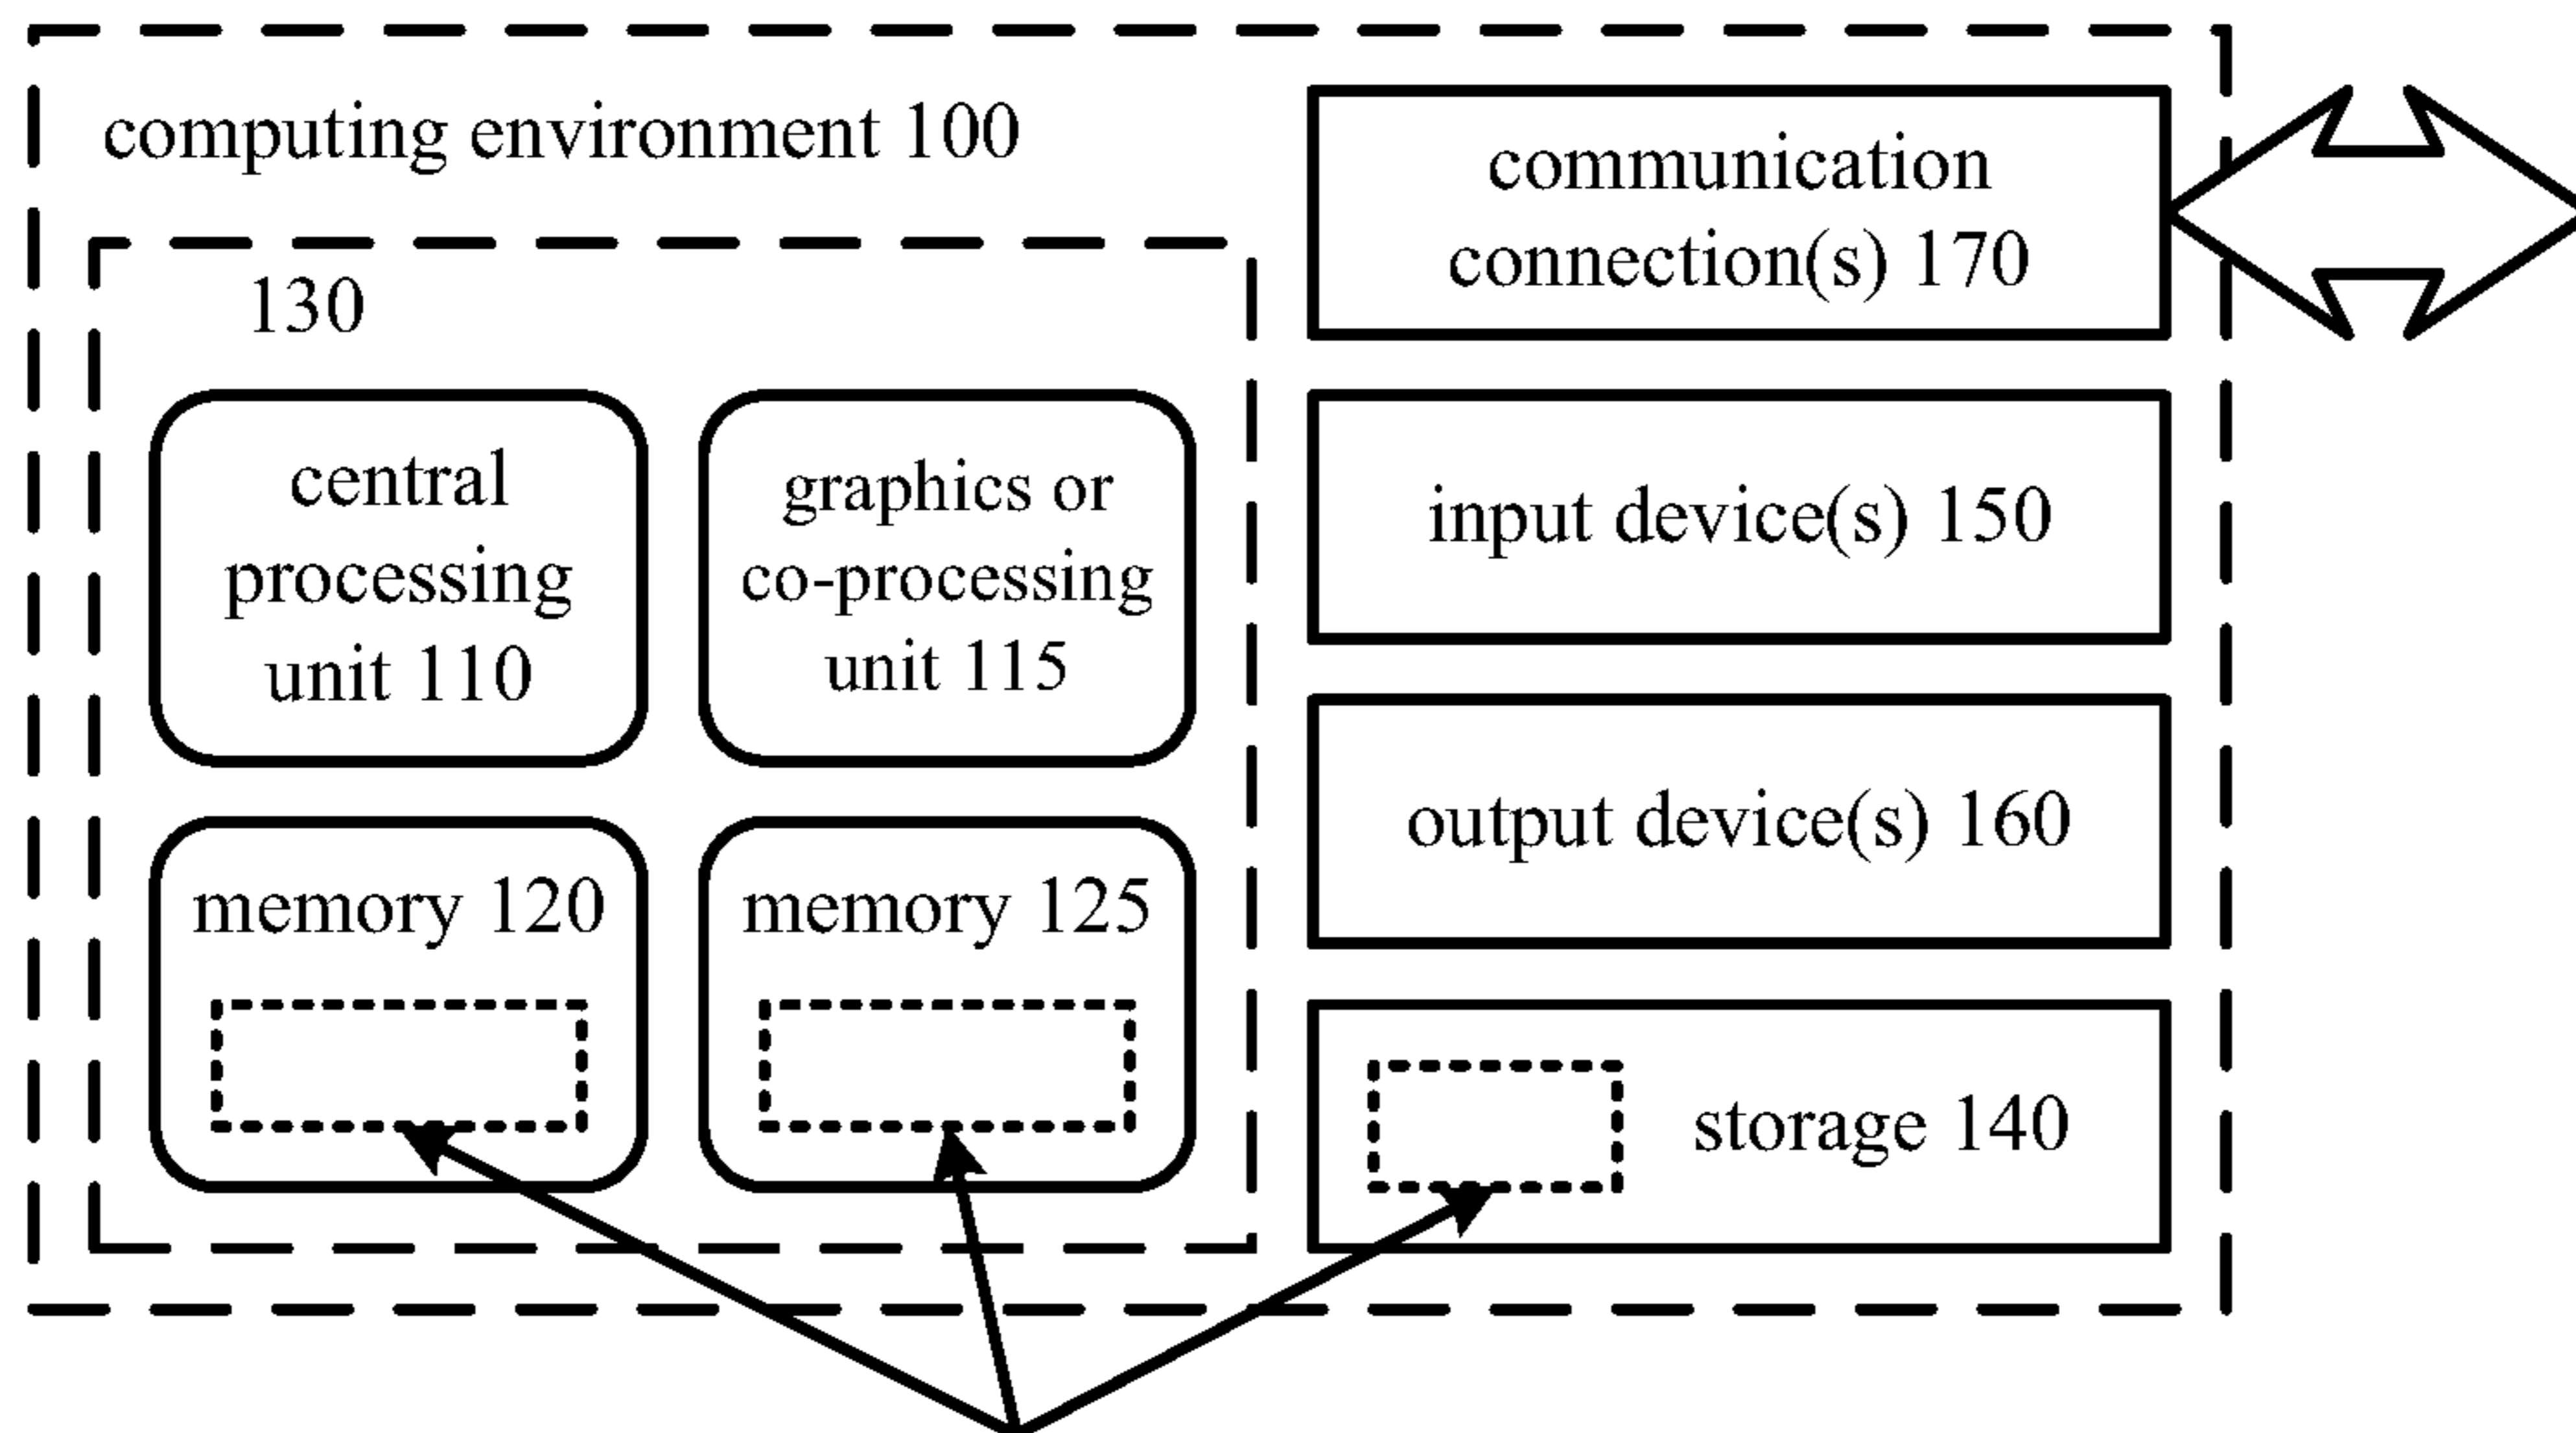 computing environment 100
130
central
processing
unit 110
graphics or
co-processing
unit 115
memory 120
memory 125
communication
connection(s) 170
input device(s) 150
output device(s) 160
storage 140